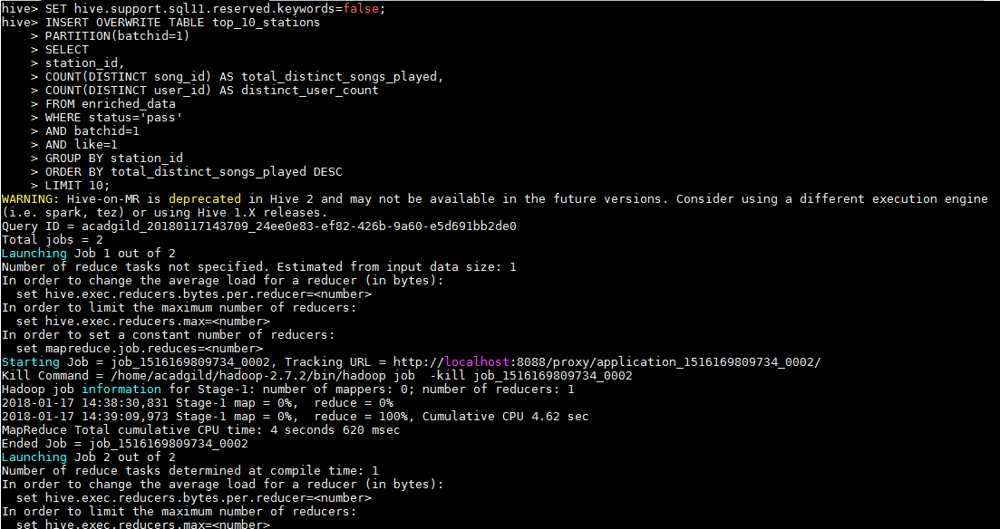 hive> SET hive.support.sql11.reserved.keywords=false;
hive> INSERT OVERWRITE TABLE top_10_stations
    > PARTITION(batchid=1)
    > SELECT
    > station_id,
    > COUNT(DISTINCT song_id) AS total_distinct_songs_played,
    > COUNT(DISTINCT user_id) AS distinct_user_count
    > FROM enriched_data
    > WHERE status='pass'
    > AND batchid=1
    > AND like=1
    > GROUP BY station_id
    > ORDER BY total_distinct_songs_played DESC
    > LIMIT 10;
WARNING: Hive-on-MR is deprecated in Hive 2 and may not be available in the future versions. Consider using a different execution engine
(i.e. spark, tez) or using Hive 1.X releases.
Query ID = acadgild_20180117143709_24ee0e83-ef82-426b-9a60-e5d691bb2de0
Total jobs = 2
Launching Job 1 out of 2
Number of reduce tasks not specified. Estimated from input data size: 1
In order to change the average load for a reducer (in bytes):
  set hive.exec.reducers.bytes.per.reducer=<number>
In order to limit the maximum number of reducers:
  set hive.exec.reducers.max=<number>
In order to set a constant number of reducers:
  set mapreduce.job.reduces=<number>
Starting Job = job_1516169809734_0002, Tracking URL = http://localhost:8088/proxy/application_1516169809734_0002/
Kill Command = /home/acadgild/hadoop-2.7.2/bin/hadoop job  -kill job_1516169809734_0002
Hadoop job information for Stage-1: number of mappers: 0; number of reducers: 1
2018-01-17 14:38:30,831 Stage-1 map = 0%,  reduce = 0%
2018-01-17 14:39:09,973 Stage-1 map = 0%,  reduce = 100%, Cumulative CPU 4.62 sec
MapReduce Total cumulative CPU time: 4 seconds 620 msec
Ended Job = job_1516169809734_0002
Launching Job 2 out of 2
Number of reduce tasks determined at compile time: 1
In order to change the average load for a reducer (in bytes):
  set hive.exec.reducers.bytes.per.reducer=<number>
In order to limit the maximum number of reducers:
  set hive.exec.reducers.max=<number>